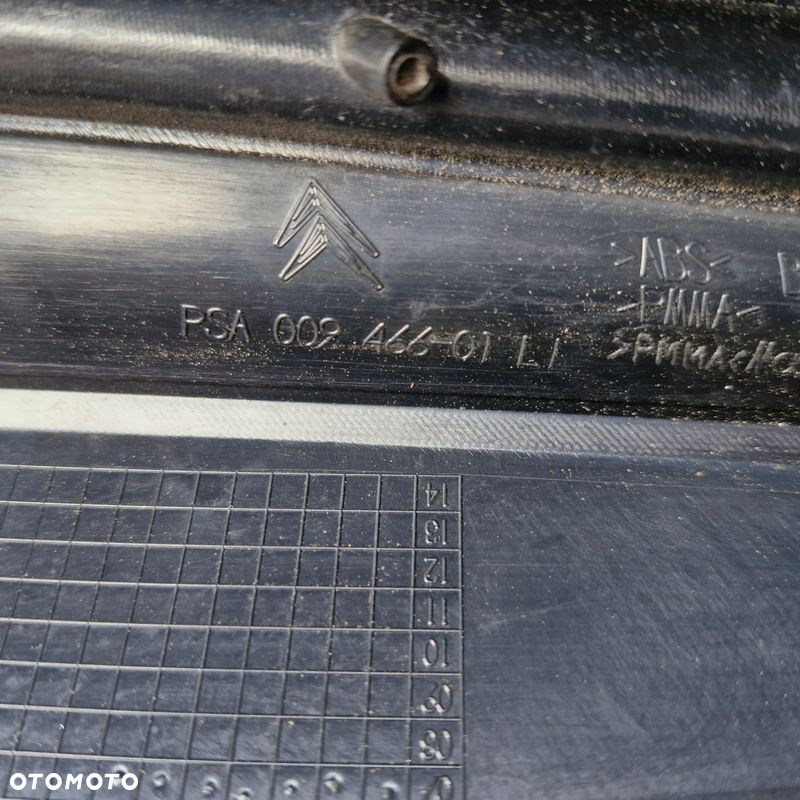 >ABS<
>PMMA<
PSA 009 466-01 LI
14
13
12
11
10
09
08
OTOMOTO